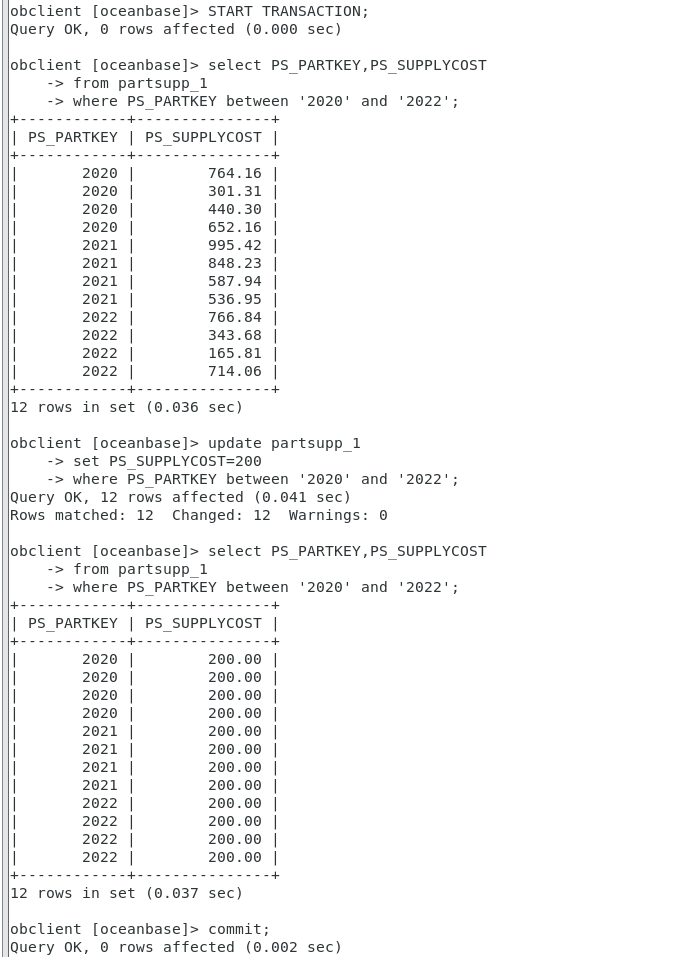 obclient [oceanbase]> START TRANSACTION;
Query OK, 0 rows affected (0.000 sec)
obclient [oceanbase]> select PS_PARTKEY,PS_SUPPLYCOST
    -> from partsupp_1
    -> where PS_PARTKEY between '2020' and '2022';
+------------+---------------+
| PS_PARTKEY | PS_SUPPLYCOST |
+------------+---------------+
|       2020 |        764.16 |
|       2020 |        301.31 |
|       2020 |        440.30 |
|       2020 |        652.16 |
|       2021 |        995.42 |
|       2021 |        848.23 |
|       2021 |        587.94 |
|       2021 |        536.95 |
|       2022 |        766.84 |
|       2022 |        343.68 |
|       2022 |        165.81 |
|       2022 |        714.06 |
+------------+---------------+
12 rows in set (0.036 sec)
obclient [oceanbase]> update partsupp_1
    -> set PS_SUPPLYCOST=200
    -> where PS_PARTKEY between '2020' and '2022';
Query OK, 12 rows affected (0.041 sec)
Rows matched: 12  Changed: 12  Warnings: 0
obclient [oceanbase]> select PS_PARTKEY,PS_SUPPLYCOST
    -> from partsupp_1
    -> where PS_PARTKEY between '2020' and '2022';
+------------+---------------+
| PS_PARTKEY | PS_SUPPLYCOST |
+------------+---------------+
|       2020 |        200.00 |
|       2020 |        200.00 |
|       2020 |        200.00 |
|       2020 |        200.00 |
|       2021 |        200.00 |
|       2021 |        200.00 |
|       2021 |        200.00 |
|       2021 |        200.00 |
|       2022 |        200.00 |
|       2022 |        200.00 |
|       2022 |        200.00 |
|       2022 |        200.00 |
+------------+---------------+
12 rows in set (0.037 sec)
obclient [oceanbase]> commit;
Query OK, 0 rows affected (0.002 sec)